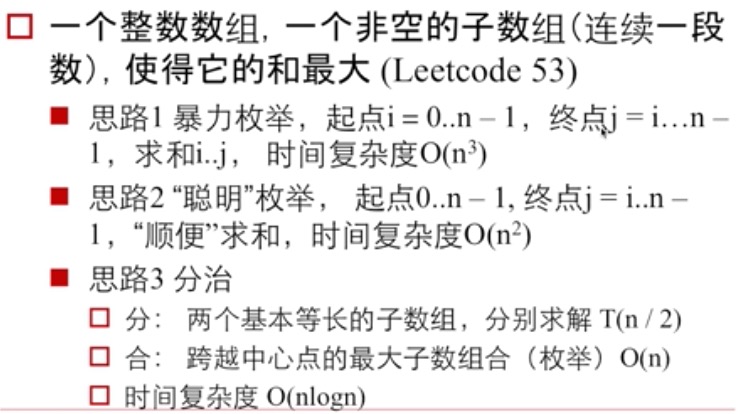 一个整数数组，一个非空的子数组(连续一段
数)，使得它的和最大 (Leetcode 53)
思路1 暴力枚举，起点i = 0..n – 1，终点j = i…n –
1，求和i..j， 时间复杂度O(n³)
思路2 “聪明”枚举， 起点0..n – 1, 终点j = i..n –
1，“顺便”求和，时间复杂度O(n²)
思路3 分治
分： 两个基本等长的子数组，分别求解 T(n / 2)
合： 跨越中心点的最大子数组合（枚举）O(n)
时间复杂度 O(nlogn)